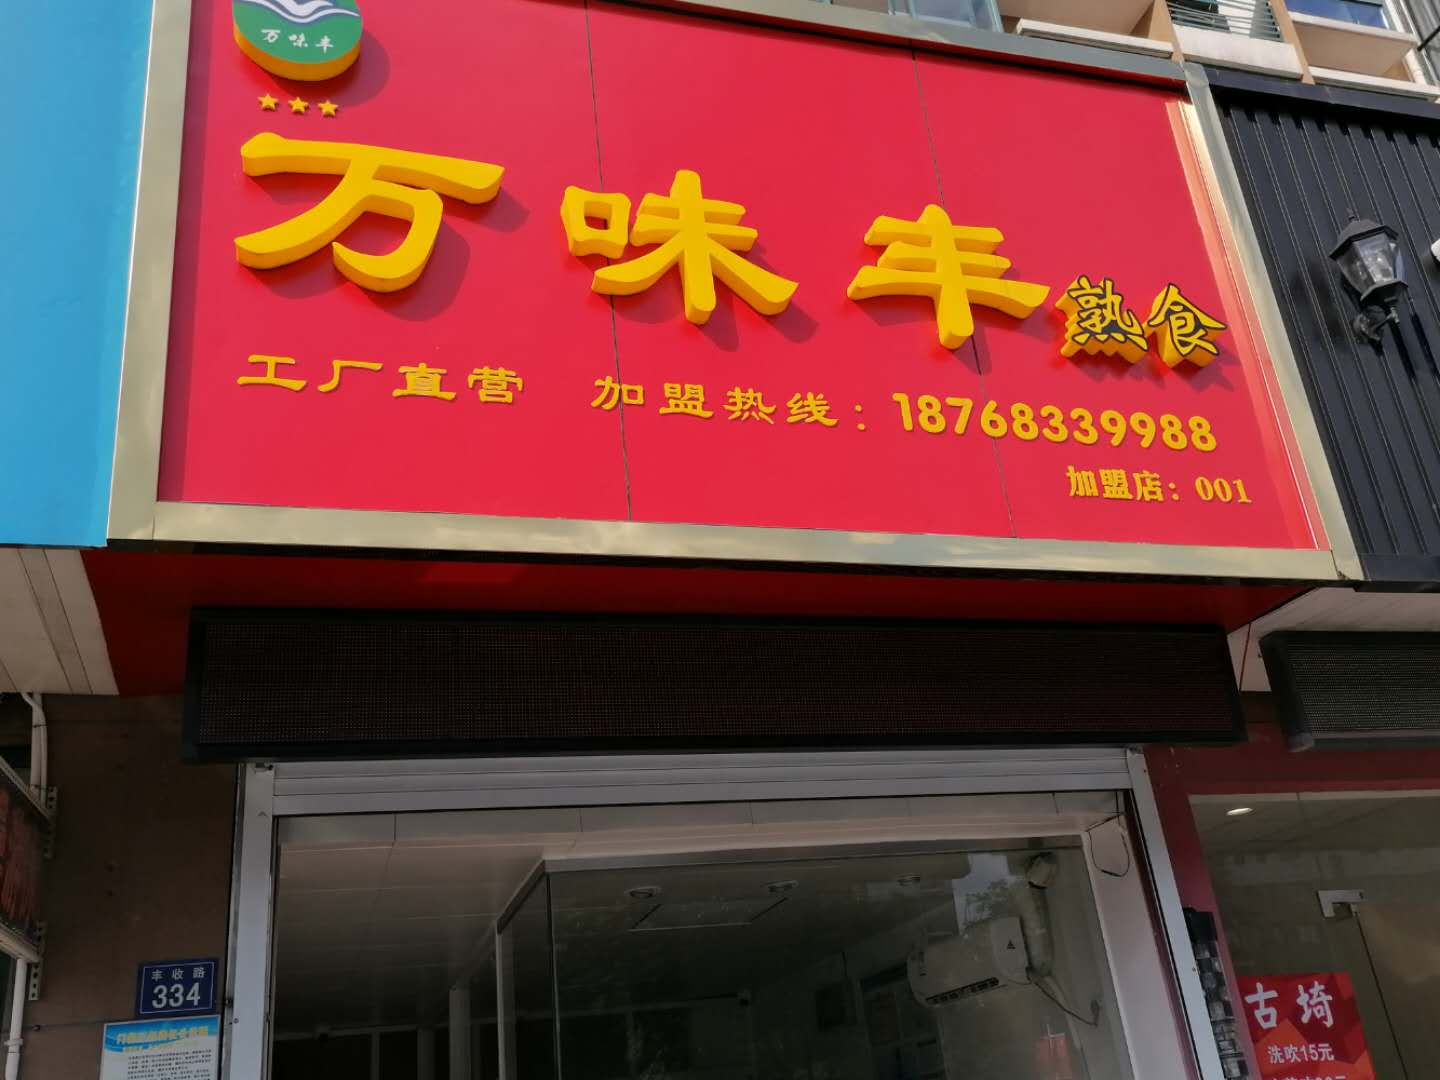 万味丰
万味丰
熟食
工厂直营 加盟热线：18768339988
加盟店：001
丰收路
334
古埼
洗吹15元